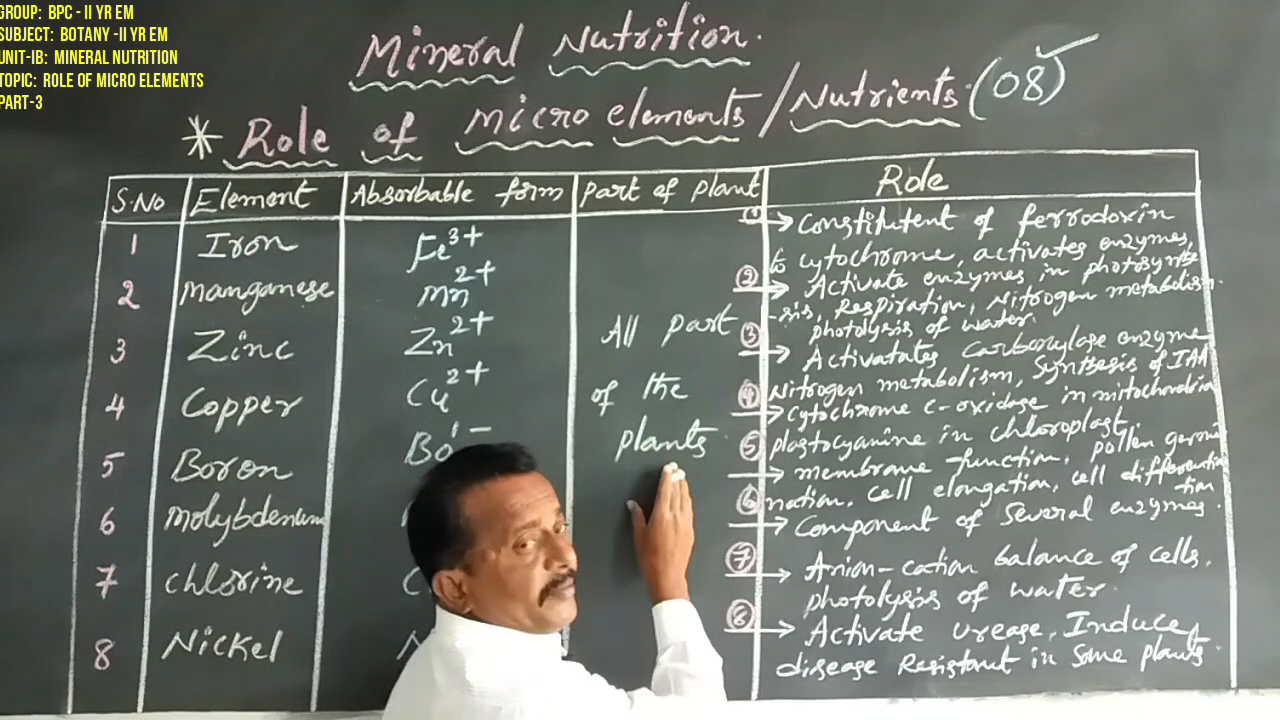 GROUP: BPC - II YR EM
SUBJECT: BOTANY -II YR EM
UNIT-IB: MINERAL NUTRITION
TOPIC: ROLE OF MICRO ELEMENTS
PART-3
Mineral Nutrition.
* Role of micro elements/Nutrients.(08)
S.No Element Absorbable form Part of plant Role
1 Iron Fe3+
2 Manganese Mn2+
3 Zinc Zn2+
4 Copper Cu2+
5 Boron Bo1-
6 Molybdenum
7 chlorine C
8 Nickel N
All part
of the
plants.
① → Constitutent of ferrodoxin
to cytochrome, activates enzymes,
② → Activate enzymes in photosynthe
-sis, Respiration, Nitrogen metabolism.
photolysis of water.
③ → Activatates Carboxylase enzyme
Nitrogen metabolism, Synthesis of IAA
④ → Cytochrome c-oxidase in mitochondria
plastocyanine in chloroplast.
⑤ → membrane function, pollen germi
nation, cell elongation, cell differentia
tion
⑥ → Component of Several enzymes.
⑦ → Anion-cation balance of cells,
photolysis of water.
⑧ → Activate urease, Induce
disease Resistant in Some plants.